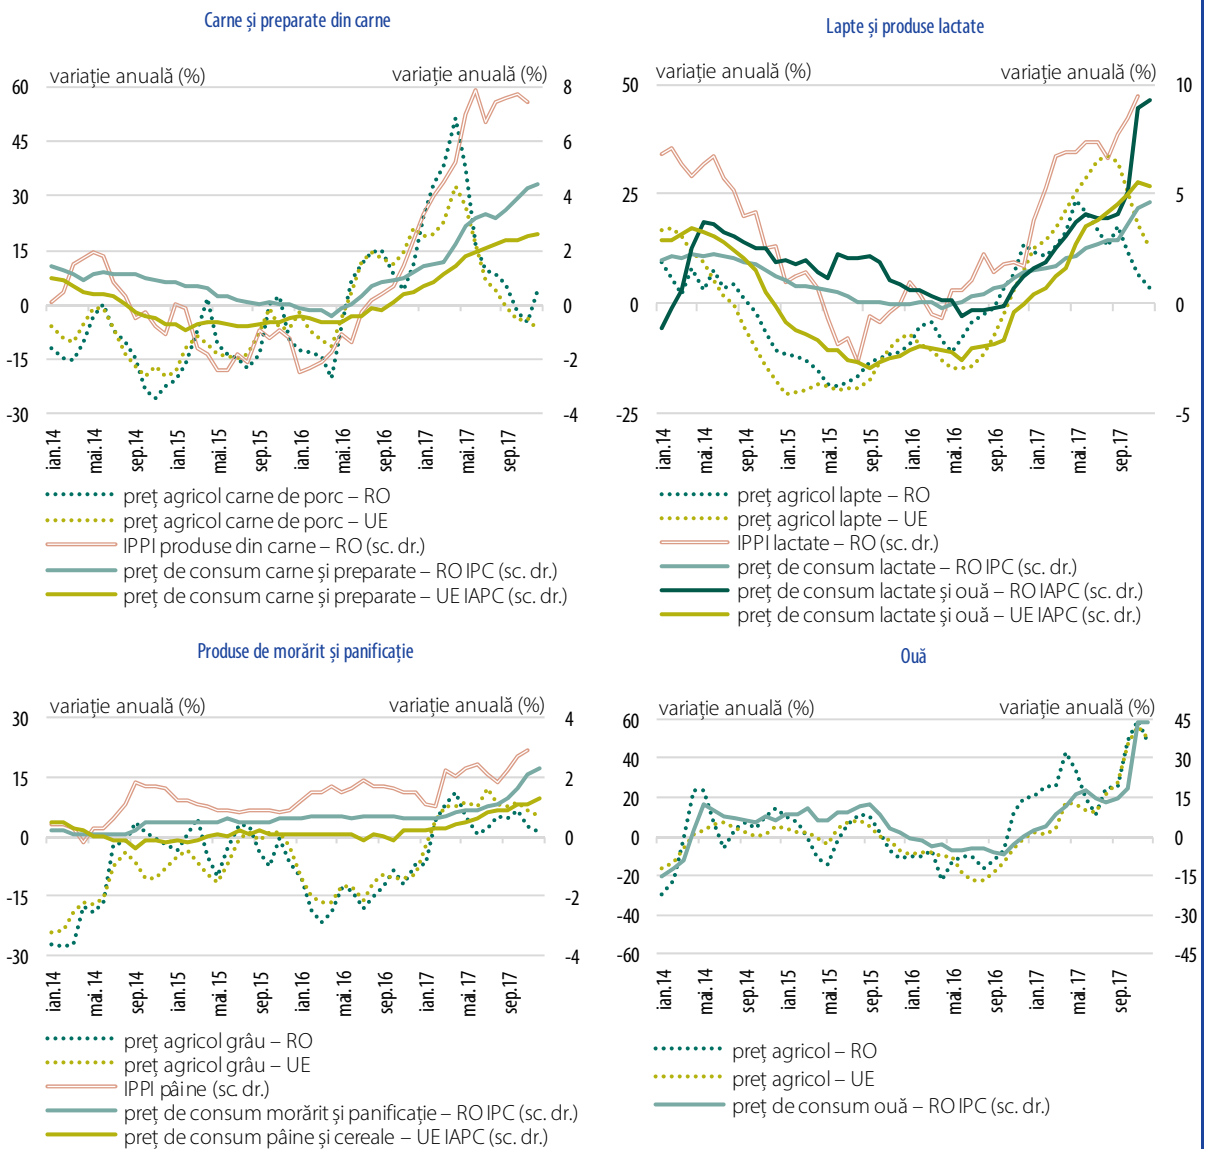 Carne și preparate din carne
variație anuală (%)
variație anuală (%)
60
45
30
15
0
-15
-30
8
6
4
2
0
-2
-4
ian.14
mai.14
sep.14
ian.15
mai.15
sep.15
ian.16
mai.16
sep.16
ian.17
mai.17
sep.17
preț agricol carne de porc – RO
preț agricol carne de porc – UE
IPPI produse din carne – RO (sc. dr.)
preț de consum carne și preparate – RO IPC (sc. dr.)
preț de consum carne și preparate – UE IAPC (sc. dr.)
Lapte și produse lactate
variație anuală (%)
variație anuală (%)
50
25
0
-25
10
5
0
-5
ian.14
mai.14
sep.14
ian.15
mai.15
sep.15
ian.16
mai.16
sep.16
ian.17
mai.17
sep.17
preț agricol lapte – RO
preț agricol lapte – UE
IPPI lactate – RO (sc. dr.)
preț de consum lactate – RO IPC (sc. dr.)
preț de consum lactate și ouă – RO IAPC (sc. dr.)
preț de consum lactate și ouă – UE IAPC (sc. dr.)
Produse de morărit și panificație
variație anuală (%)
variație anuală (%)
30
15
0
-15
-30
4
2
0
-2
-4
ian.14
mai.14
sep.14
ian.15
mai.15
sep.15
ian.16
mai.16
sep.16
ian.17
mai.17
sep.17
preț agricol grâu – RO
preț agricol grâu – UE
IPPI pâine (sc. dr.)
preț de consum morărit și panificație – RO IPC (sc. dr.)
preț de consum pâine și cereale – UE IAPC (sc. dr.)
Ouă
variație anuală (%)
variație anuală (%)
60
40
20
0
-20
-40
-60
45
30
15
0
-15
-30
-45
ian.14
mai.14
sep.14
ian.15
mai.15
sep.15
ian.16
mai.16
sep.16
ian.17
mai.17
sep.17
preț agricol – RO
preț agricol – UE
preț de consum ouă – RO IPC (sc. dr.)